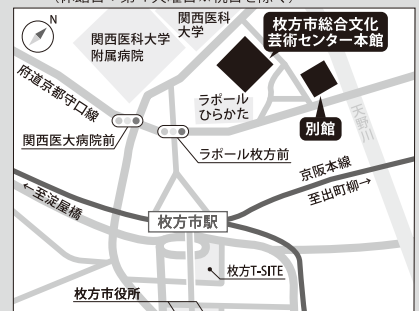 N
関西医科大学
附属病院
関西医科
大学
枚方市総合文化
芸術センター本館
別館
ラポール
ひらかた
府道京都守口線
天野川
関西医大病院前
ラポール枚方前
京阪本線
至出町柳→
←至淀屋橋
枚方市駅
枚方T-SITE
枚方市役所